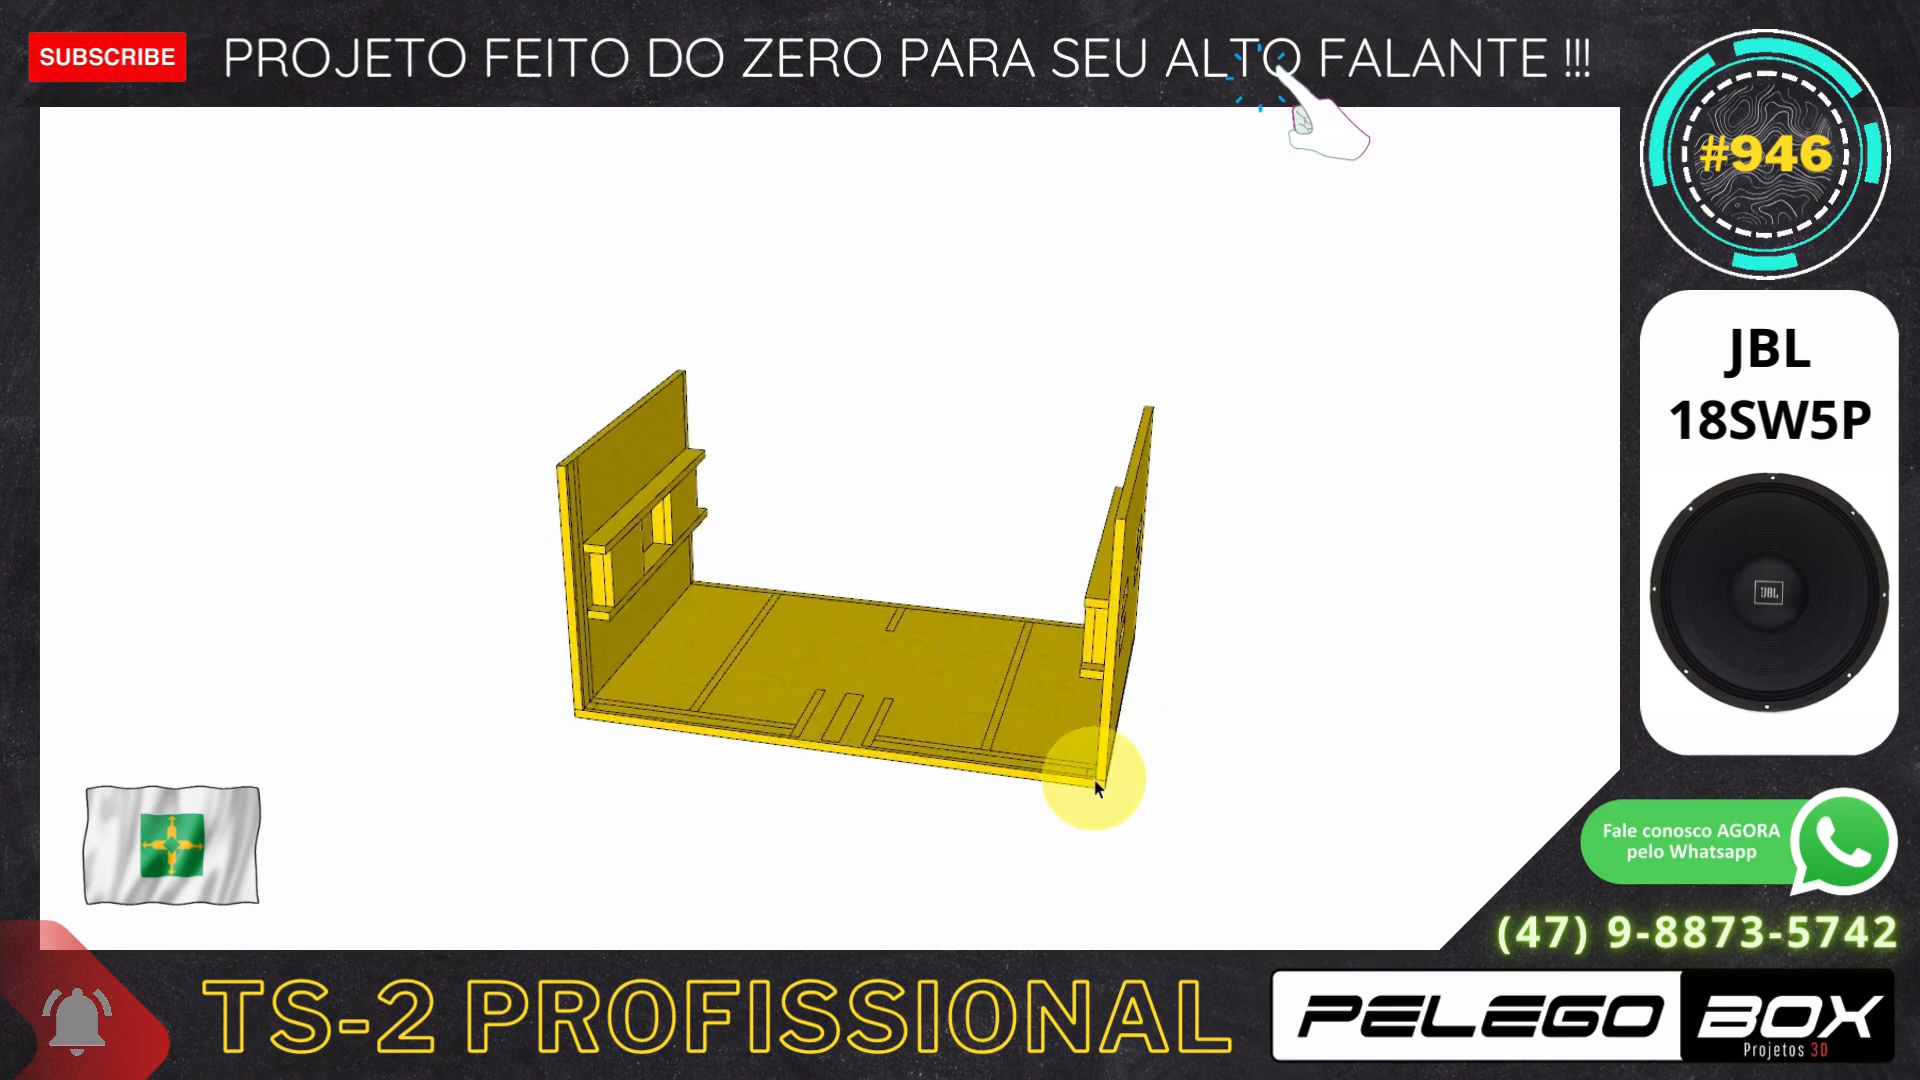 SUBSCRIBE
PROJETO FEITO DO ZERO PARA SEU ALTO FALANTE !!!
#946
JBL
18SW5P
JBL
Fale conosco AGORA
pelo Whatsapp
(47) 9-8873-5742
TS-2 PROFISSIONAL
PELEGO BOX
Projetos 3D